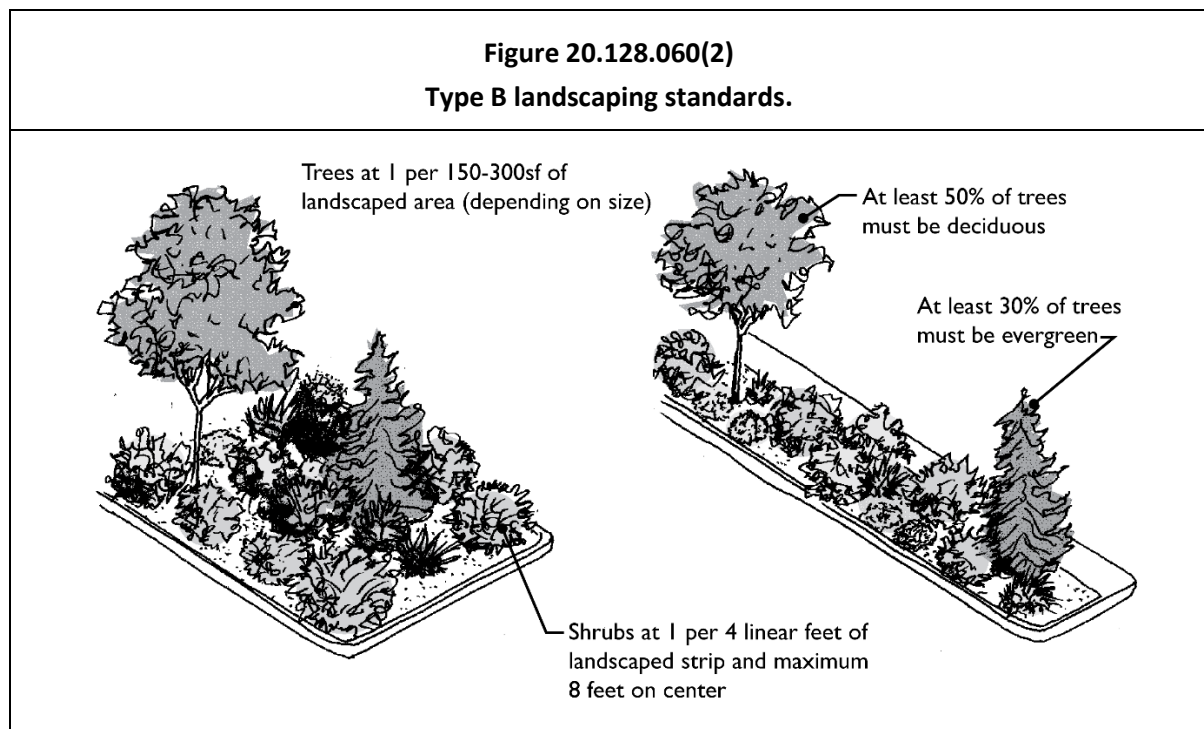 Figure 20.128.060(2)
Type B landscaping standards.
Trees at 1 per 150-300sf of
landscaped area (depending on size)
At least 50% of trees
must be deciduous
At least 30% of trees
must be evergreen
Shrubs at 1 per 4 linear feet of
landscaped strip and maximum
8 feet on center